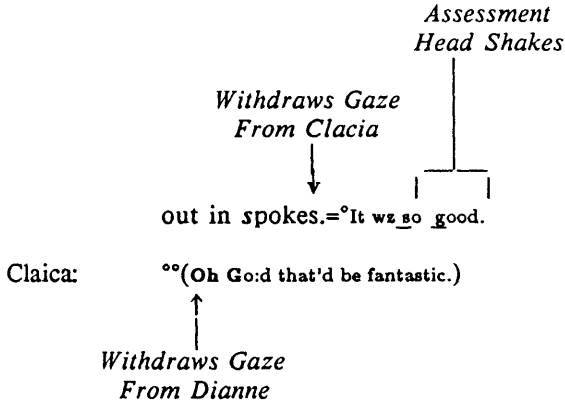 Assessment
Head Shakes
Withdraws Gaze
From Clacia
out in spokes.=°It wz so good.
Claica: °°(Oh Go:d that'd be fantastic.)
Withdraws Gaze
From Dianne